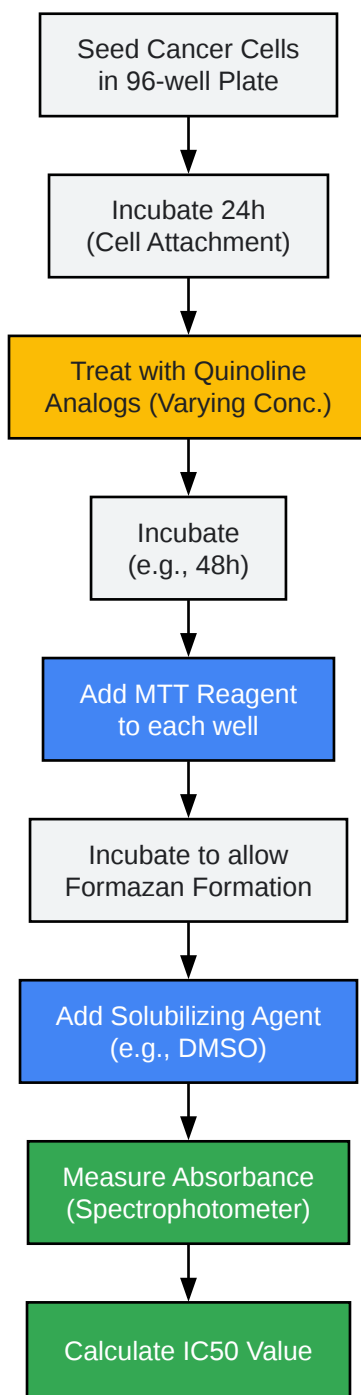 Seed Cancer Cells
in 96-well Plate
Incubate 24h
(Cell Attachment)
Treat with Quinoline
Analogs (Varying Conc.)
Incubate
(e.g., 48h)
Add MTT Reagent
to each well
Incubate to allow
Formazan Formation
Add Solubilizing Agent
(e.g., DMSO)
Measure Absorbance
(Spectrophotometer)
Calculate IC50 Value